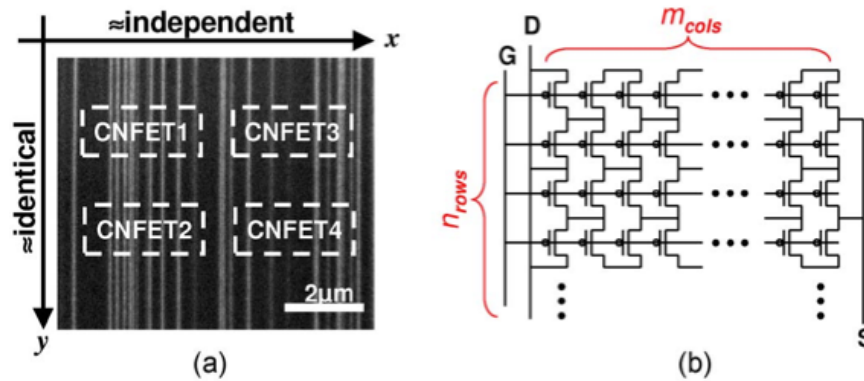 ≈independent
x
≈identical
y
CNFET1
CNFET3
CNFET2
CNFET4
2μm
(a)
D
G
m_cols
n_rows
S
(b)